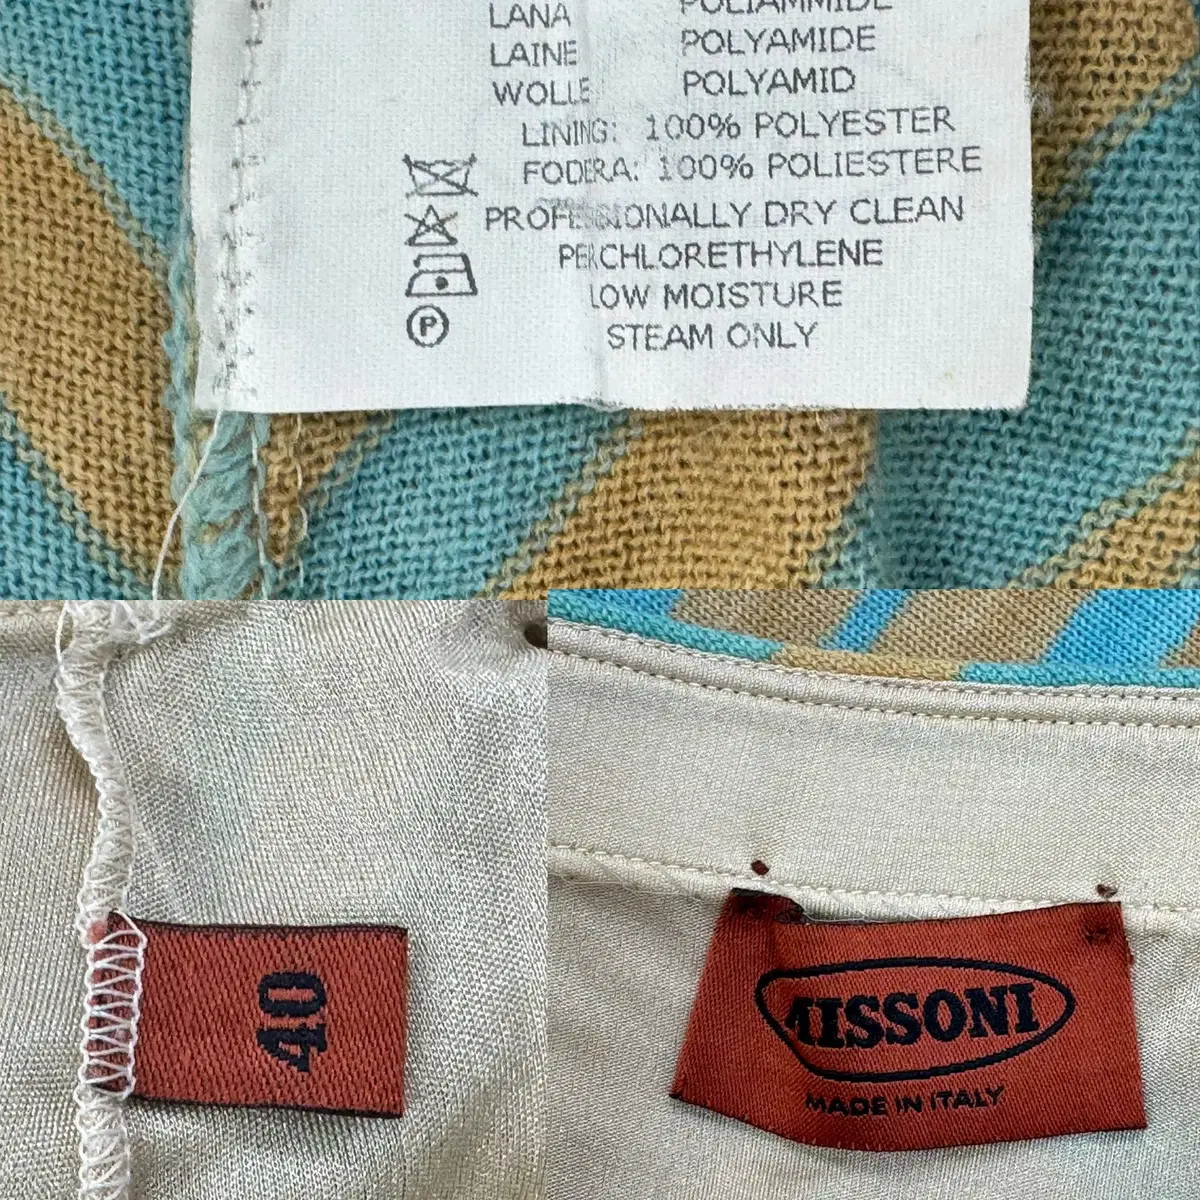 LANA POLIAMMIDE
LAINE POLYAMIDE
WOLLE POLYAMID
LINING: 100% POLYESTER
FODERA: 100% POLIESTERE
PROFESSIONALLY DRY CLEAN
PERCHLORETHYLENE
LOW MOISTURE
STEAM ONLY
P
40
MISSONI
MADE IN ITALY